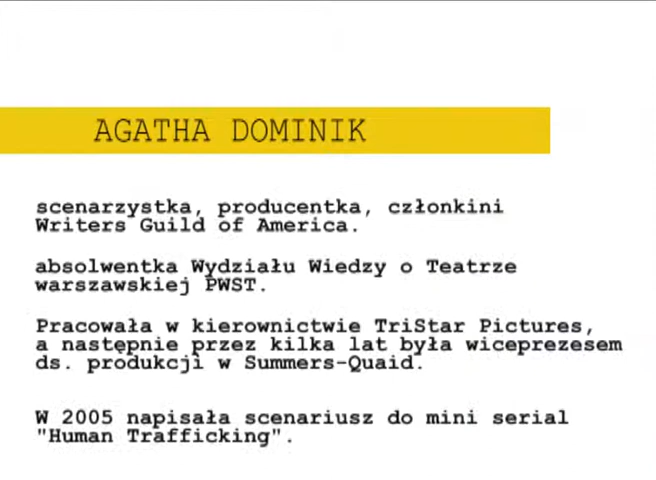 AGATHA DOMINIK
scenarzystka, producentka, członkini
Writers Guild of America.
absolwentka Wydziału Wiedzy o Teatrze
warszawskiej PWST.
Pracowała w kierownictwie TriStar Pictures,
a następnie przez kilka lat była wiceprezesem
ds. produkcji w Summers-Quaid.
W 2005 napisała scenariusz do mini serial
"Human Trafficking".